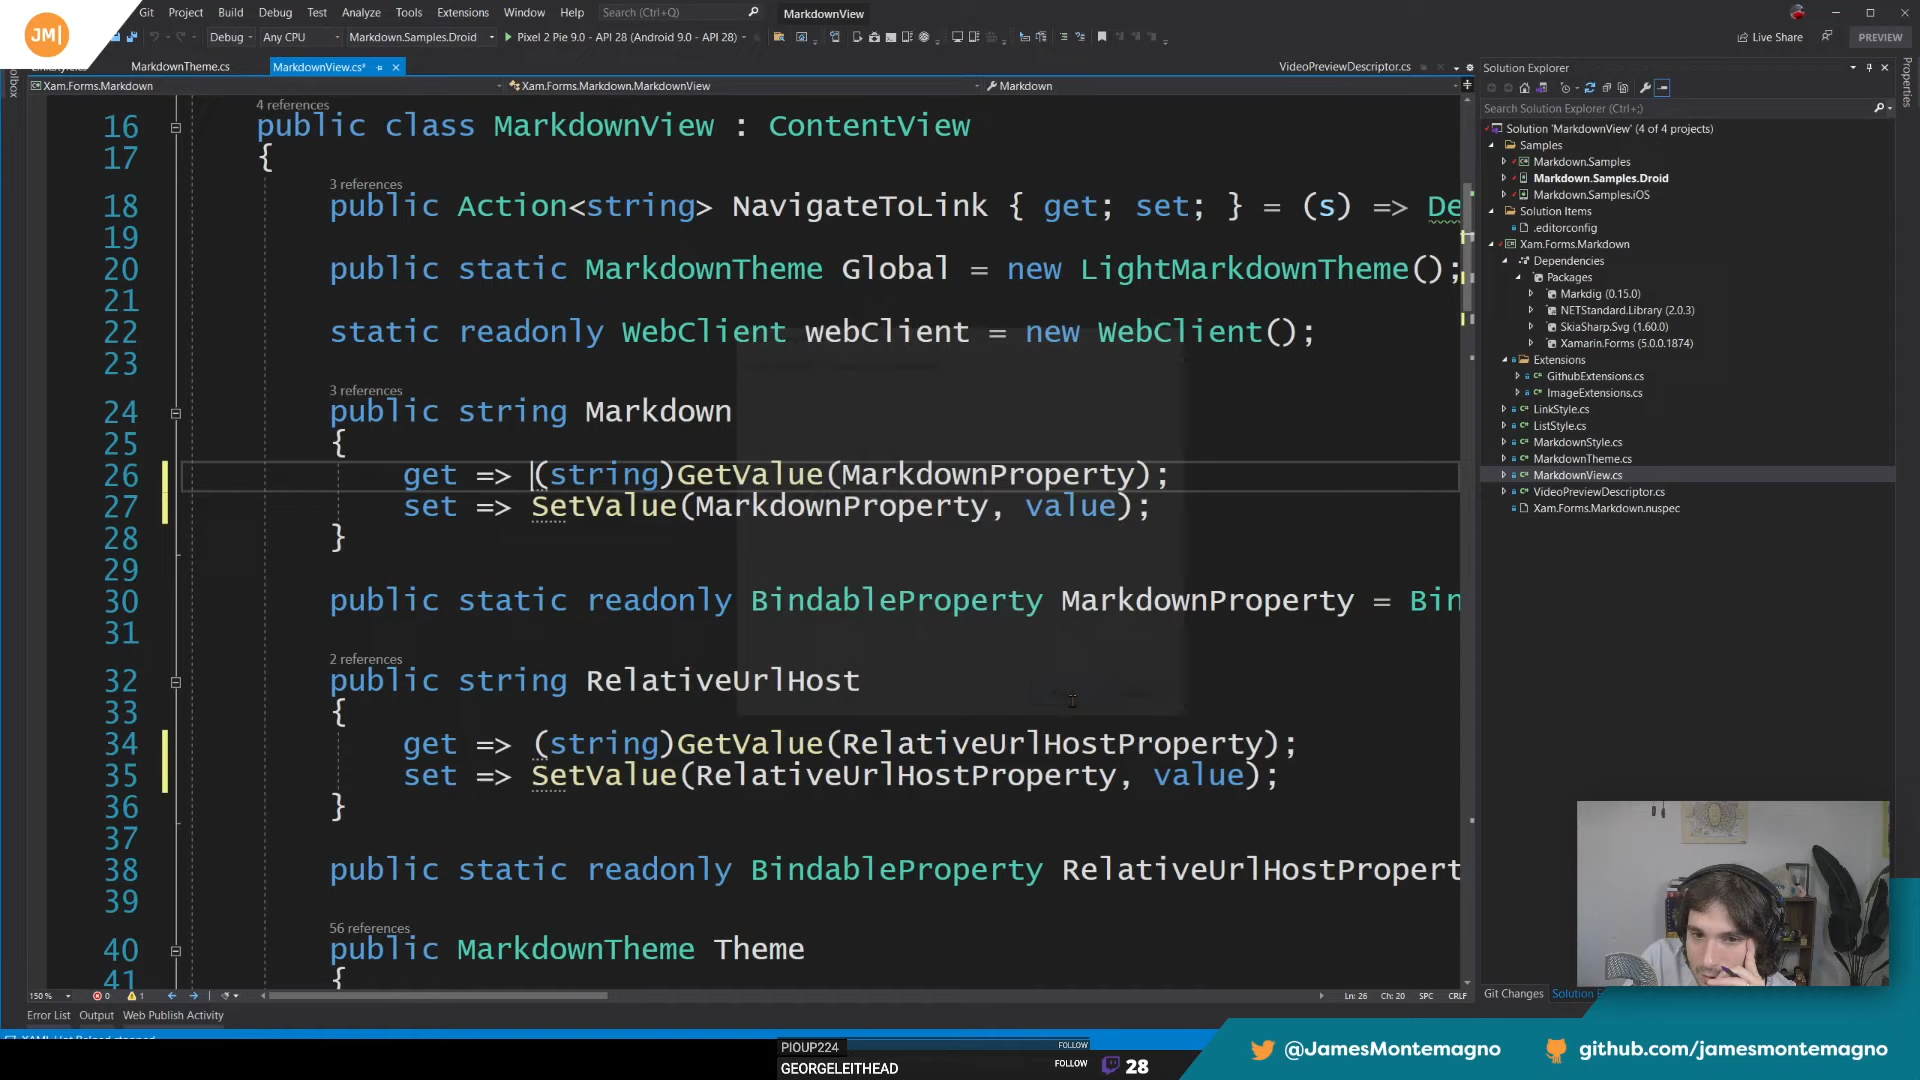 JM|
Git Project Build Debug Test Analyze Tools Extensions Window Help Search (Ctrl+Q) MarkdownView
Debug Any CPU Markdown.Samples.Droid Pixel 2 Pie 9.0 - API 28 (Android 9.0 - API 28) Live Share PREVIEW
MarkdownTheme.cs MarkdownView.cs* VideoPreviewDescriptor.cs
Xam.Forms.Markdown Xam.Forms.Markdown.MarkdownView Markdown
4 references
16 public class MarkdownView : ContentView
17 {
3 references
18 public Action<string> NavigateToLink { get; set; } = (s) => De
19
20 public static MarkdownTheme Global = new LightMarkdownTheme();
21
22 static readonly WebClient webClient = new WebClient();
23
3 references
24 public string Markdown
25 {
26 get => (string)GetValue(MarkdownProperty);
27 set => SetValue(MarkdownProperty, value);
28 }
29
30 public static readonly BindableProperty MarkdownProperty = Bin
31
2 references
32 public string RelativeUrlHost
33 {
34 get => (string)GetValue(RelativeUrlHostProperty);
35 set => SetValue(RelativeUrlHostProperty, value);
36 }
37
38 public static readonly BindableProperty RelativeUrlHostPropert
39
56 references
40 public MarkdownTheme Theme
41 {
150 % 0 1 Ln: 26 Ch: 20 SPC CRLF
Error List Output Web Publish Activity
Solution Explorer
Search Solution Explorer (Ctrl+;)
Solution 'MarkdownView' (4 of 4 projects)
Samples
Markdown.Samples
Markdown.Samples.Droid
Markdown.Samples.iOS
Solution Items
.editorconfig
Xam.Forms.Markdown
Dependencies
Packages
Markdig (0.15.0)
NETStandard.Library (2.0.3)
SkiaSharp.Svg (1.60.0)
Xamarin.Forms (5.0.0.1874)
Extensions
GithubExtensions.cs
ImageExtensions.cs
LinkStyle.cs
ListStyle.cs
MarkdownStyle.cs
MarkdownTheme.cs
MarkdownView.cs
VideoPreviewDescriptor.cs
Xam.Forms.Markdown.nuspec
Properties
Git Changes Solution
PIOUP224 FOLLOW
GEORGELEITHEAD FOLLOW 28
@JamesMontemagno github.com/jamesmontemagno